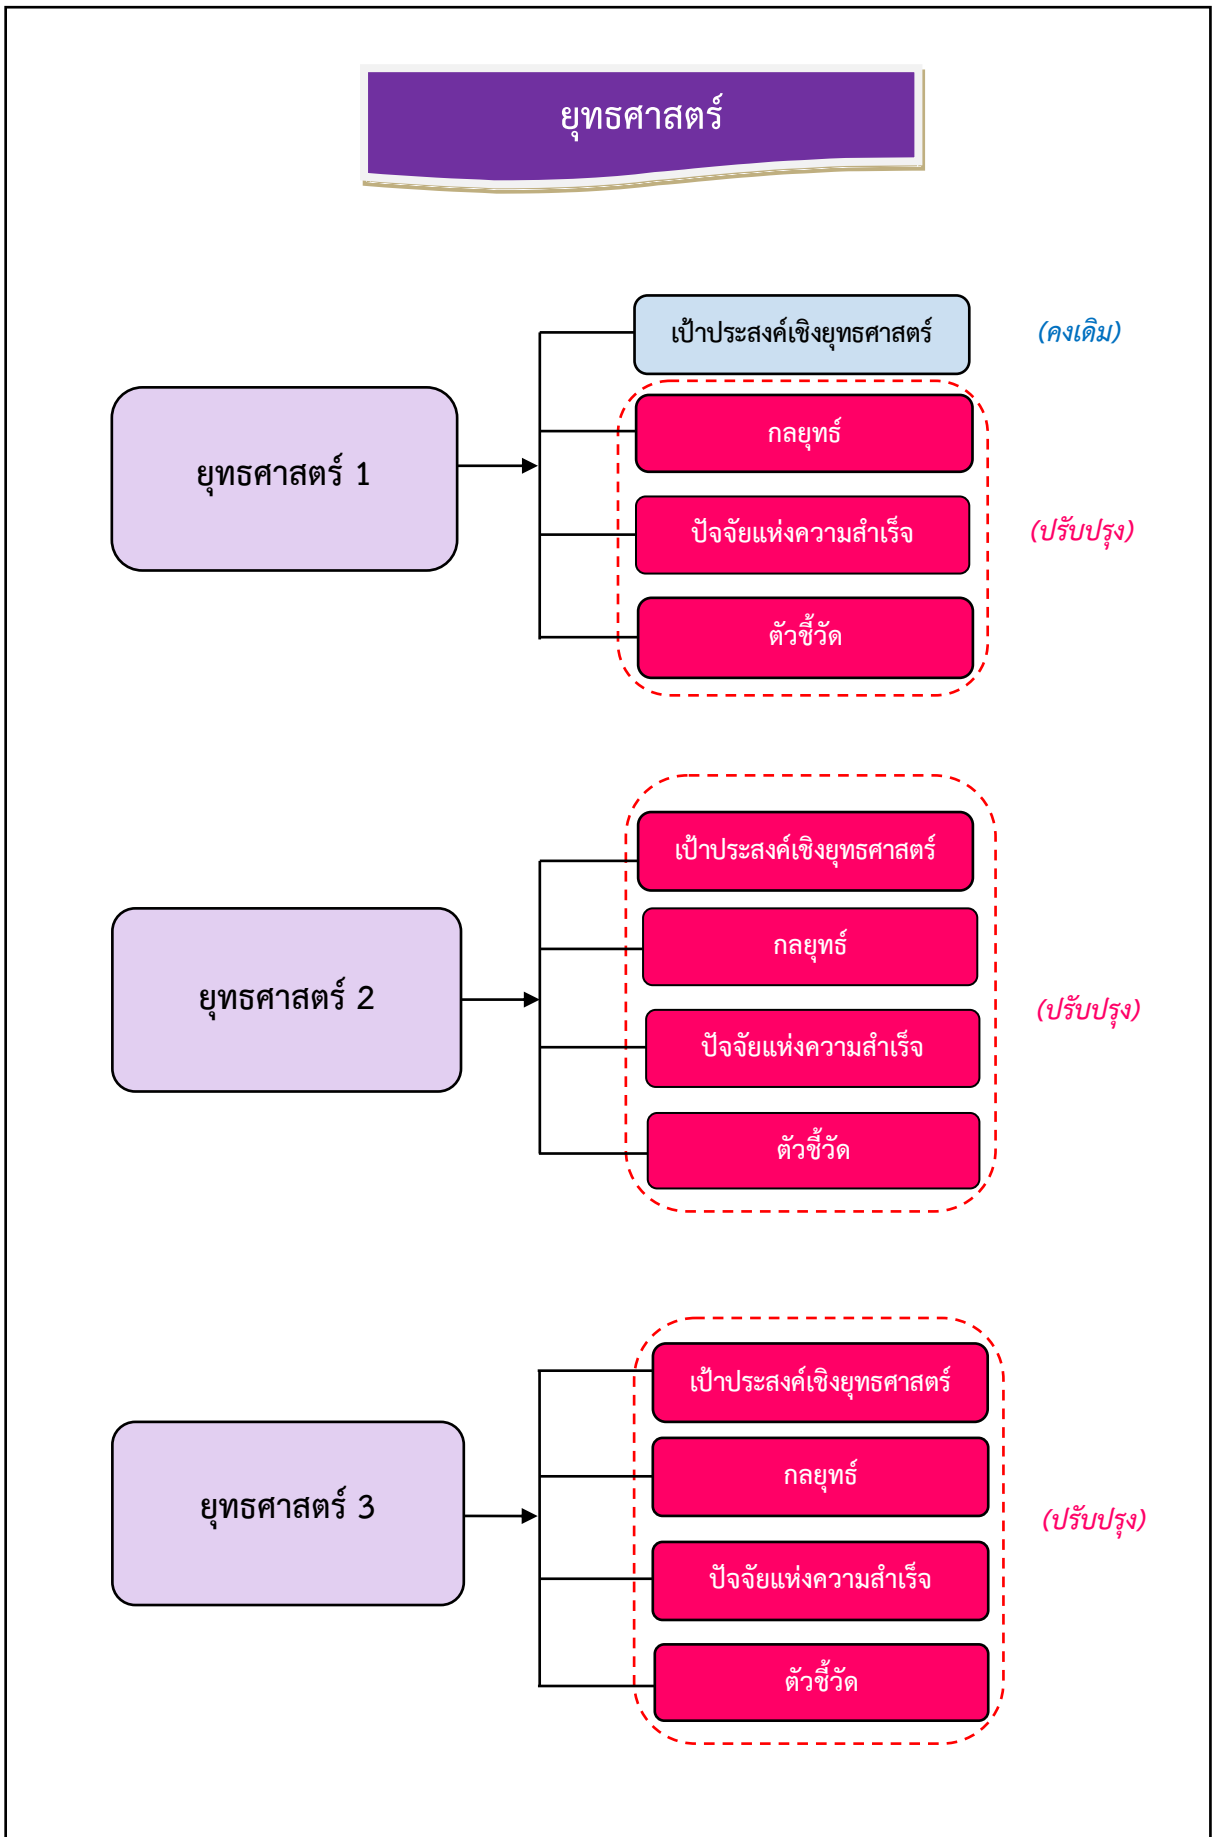 ยุทธศาสตร์
เป้าประสงค์เชิงยุทธศาสตร์
(คงเดิม)
กลยุทธ์
ยุทธศาสตร์ 1
ปัจจัยแห่งความสำเร็จ
(ปรับปรุง)
ตัวชี้วัด
เป้าประสงค์เชิงยุทธศาสตร์
กลยุทธ์
ยุทธศาสตร์ 2
(ปรับปรุง)
ปัจจัยแห่งความสำเร็จ
ตัวชี้วัด
เป้าประสงค์เชิงยุทธศาสตร์
กลยุทธ์
ยุทธศาสตร์ 3
(ปรับปรุง)
ปัจจัยแห่งความสำเร็จ
ตัวชี้วัด